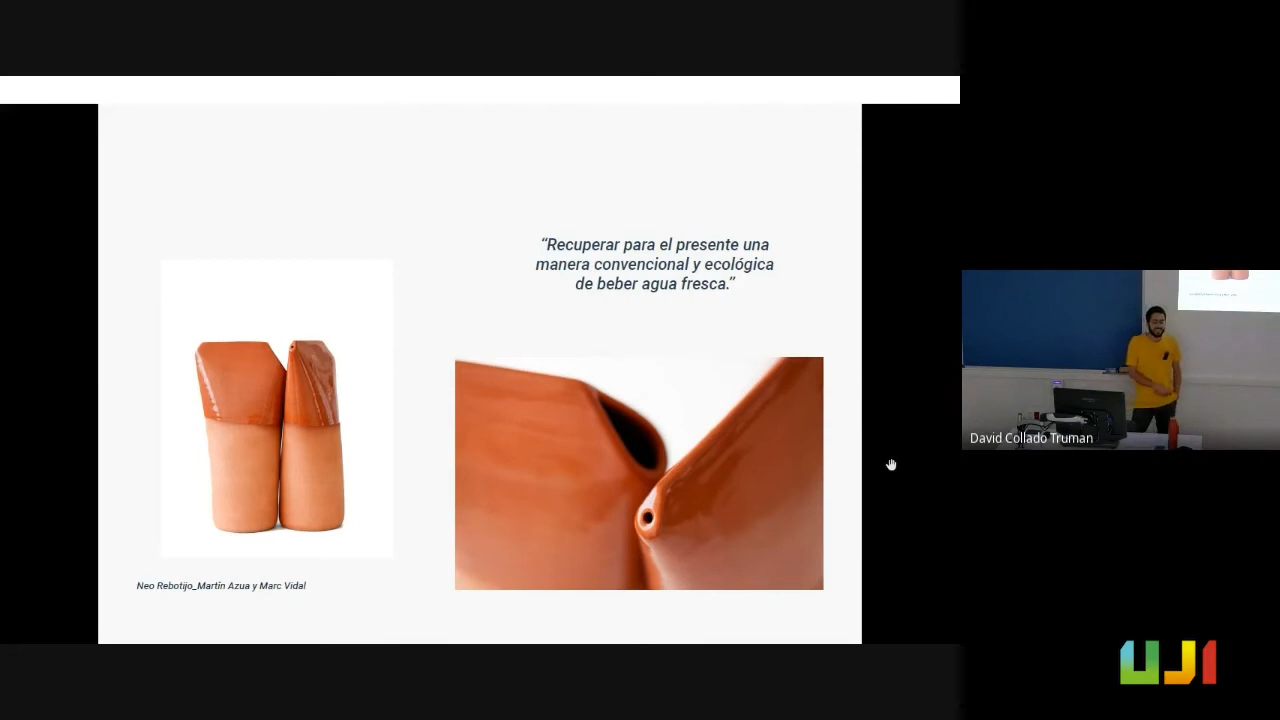 “Recuperar para el presente una
manera convencional y ecológica
de beber agua fresca.”
Neo Rebotijo_Martín Azua y Marc Vidal
David Collado Truman
UJI